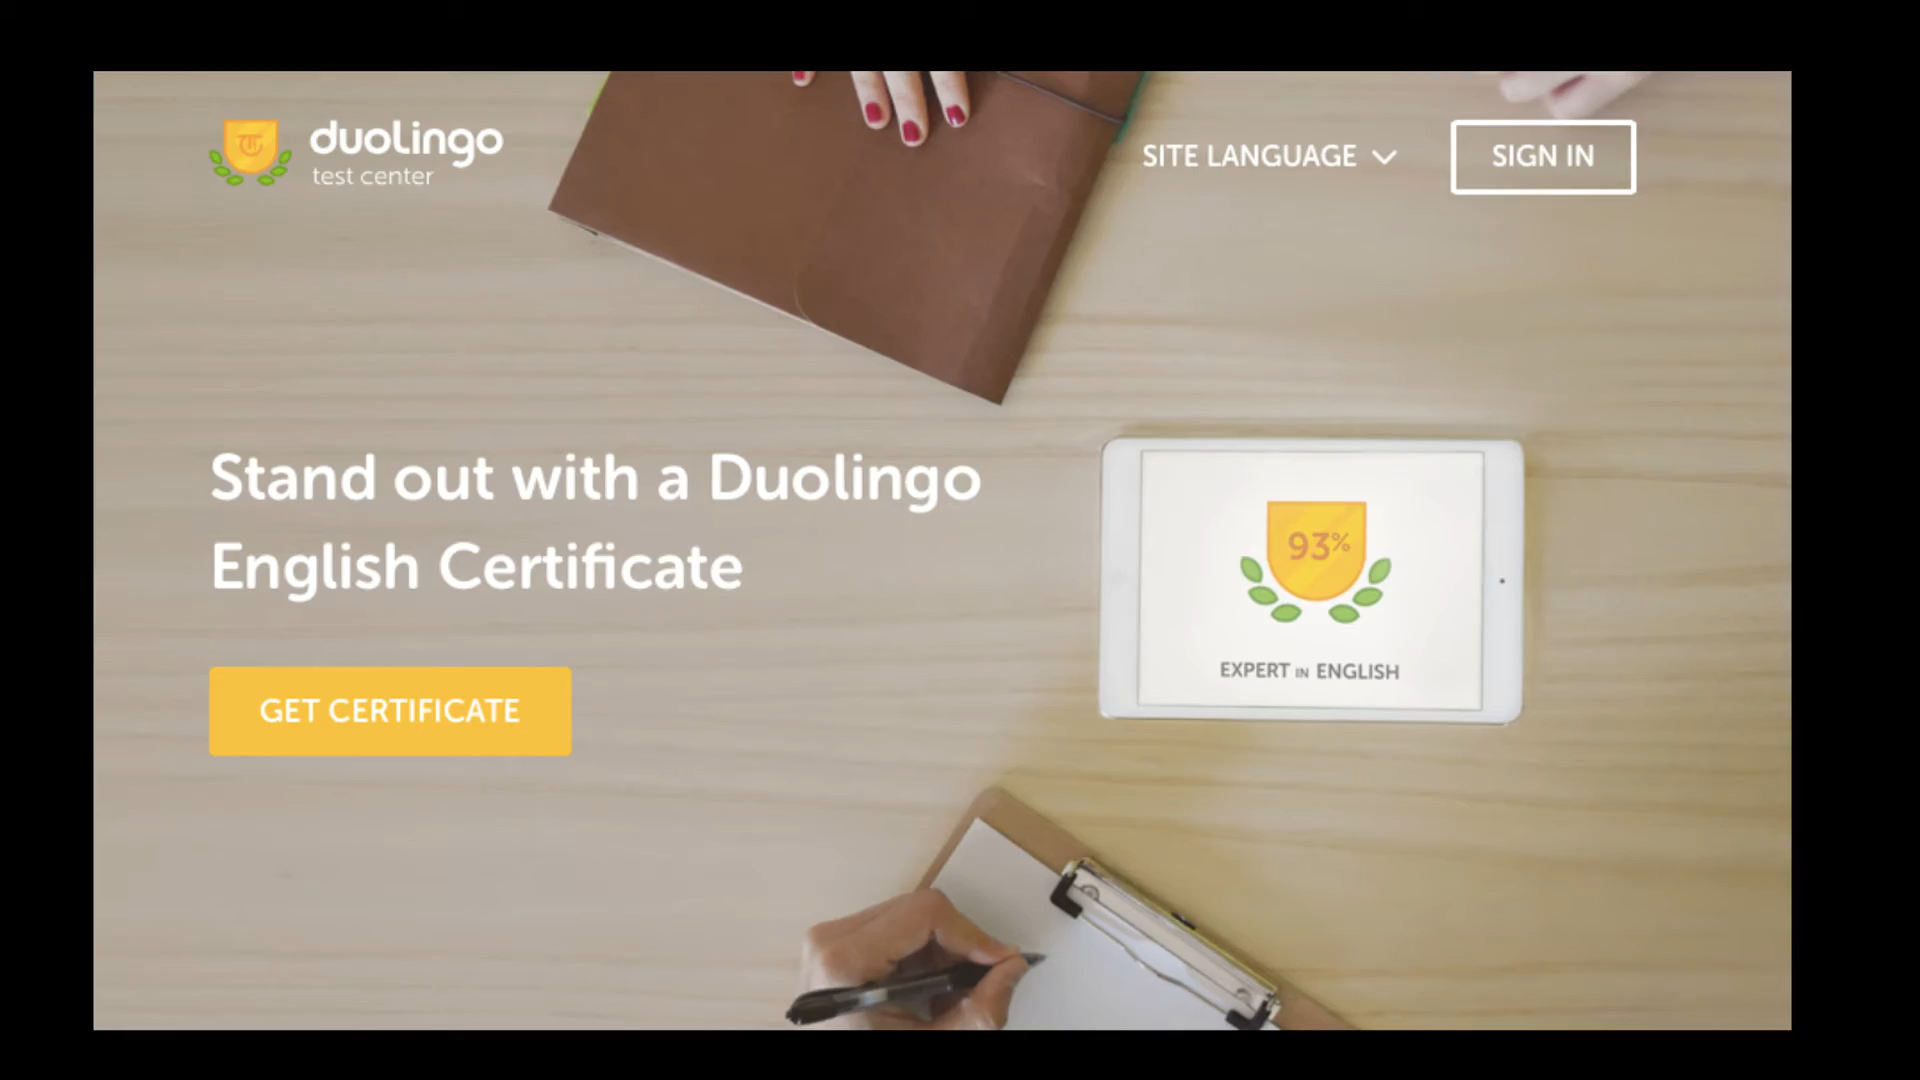 duolingo
test center
SITE LANGUAGE
SIGN IN
Stand out with a Duolingo
English Certificate
GET CERTIFICATE
93%
EXPERT IN ENGLISH